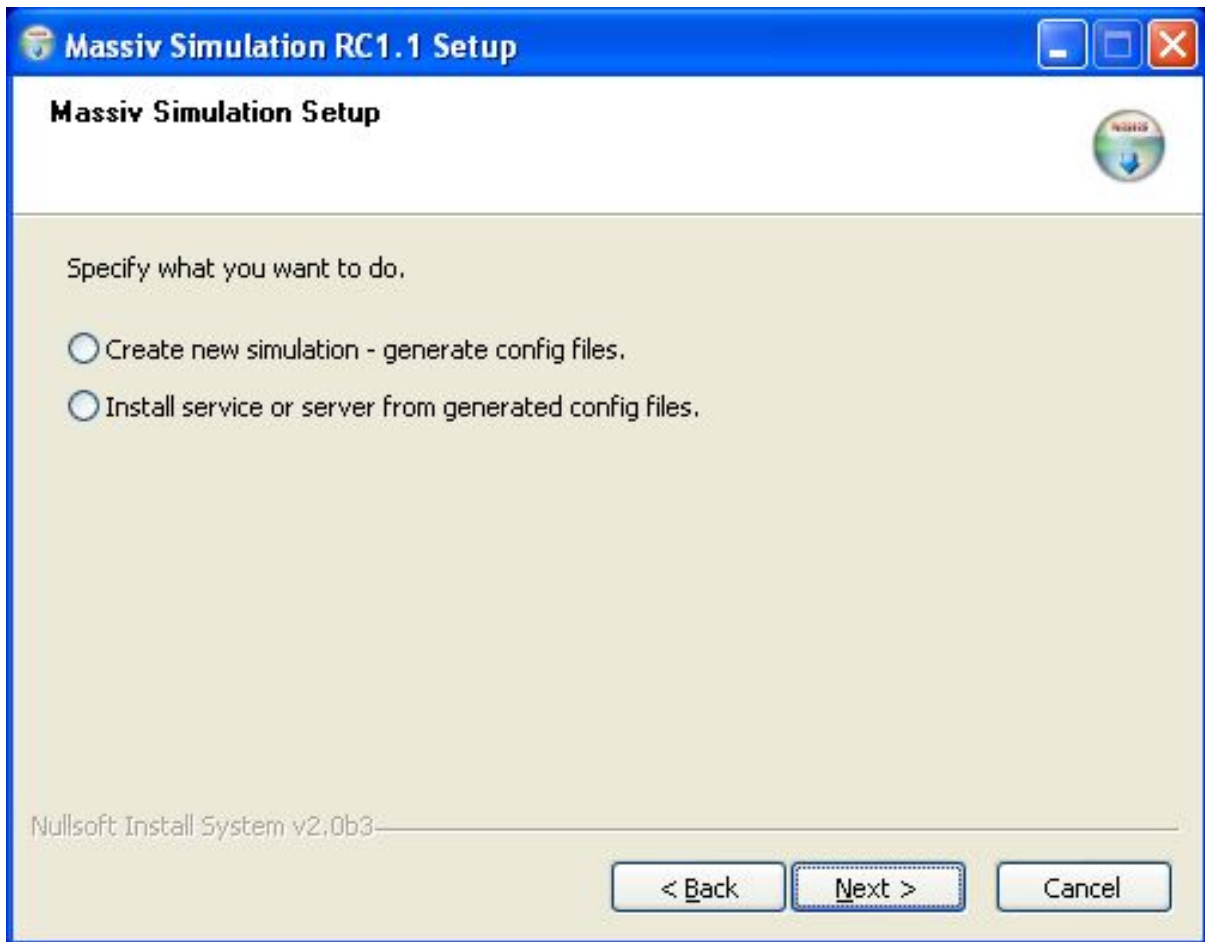 Massiv Simulation RC1.1 Setup
Massiv Simulation Setup
Specify what you want to do.
Create new simulation - generate config files.
Install service or server from generated config files.
Nullsoft Install System v2.0b3
< Back
Next >
Cancel